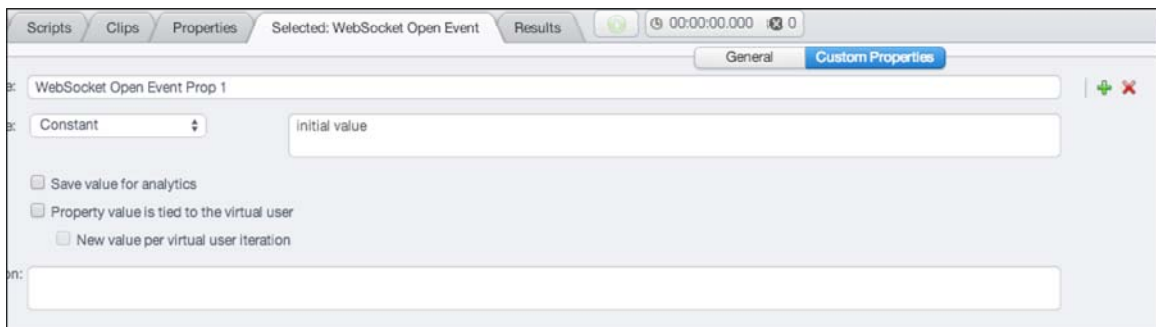 Scripts Clips Properties Selected: WebSocket Open Event Results 00:00:00.000 0
General Custom Properties
e: WebSocket Open Event Prop 1
e: Constant initial value
Save value for analytics
Property value is tied to the virtual user
New value per virtual user iteration
on: